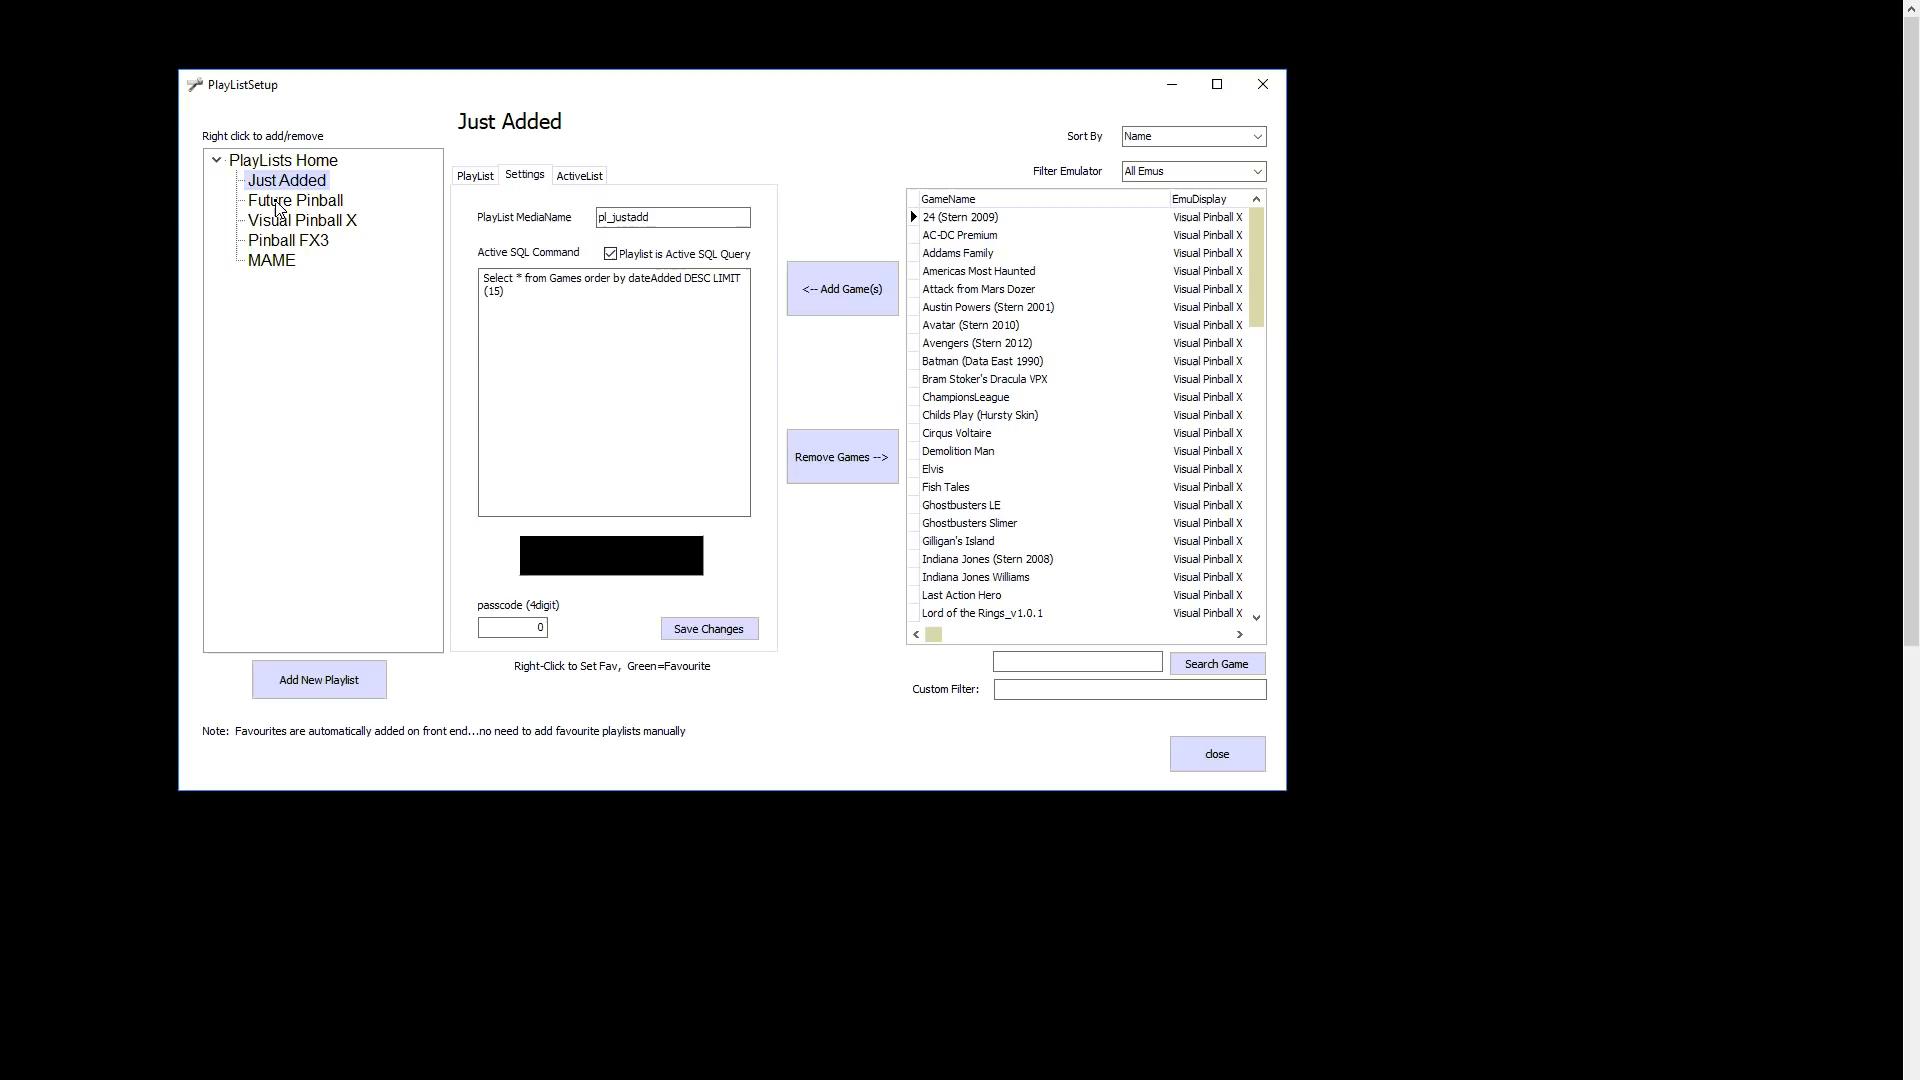 PlayListSetup
Just Added
Right click to add/remove
Sort By
Name
PlayLists Home
Just Added
Future Pinball
Visual Pinball X
Pinball FX3
MAME
PlayList
Settings
ActiveList
Filter Emulator
All Emus
PlayList MediaName
pl_justadd
Active SQL Command
Playlist is Active SQL Query
Select * from Games order by dateAdded DESC LIMIT
(15)
<-- Add Game(s)
Remove Games -->
GameName EmuDisplay
24 (Stern 2009) Visual Pinball X
AC-DC Premium Visual Pinball X
Addams Family Visual Pinball X
Americas Most Haunted Visual Pinball X
Attack from Mars Dozer Visual Pinball X
Austin Powers (Stern 2001) Visual Pinball X
Avatar (Stern 2010) Visual Pinball X
Avengers (Stern 2012) Visual Pinball X
Batman (Data East 1990) Visual Pinball X
Bram Stoker's Dracula VPX Visual Pinball X
ChampionsLeague Visual Pinball X
Childs Play (Hursty Skin) Visual Pinball X
Cirqus Voltaire Visual Pinball X
Demolition Man Visual Pinball X
Elvis Visual Pinball X
Fish Tales Visual Pinball X
Ghostbusters LE Visual Pinball X
Ghostbusters Slimer Visual Pinball X
Gilligan's Island Visual Pinball X
Indiana Jones (Stern 2008) Visual Pinball X
Indiana Jones Williams Visual Pinball X
Last Action Hero Visual Pinball X
Lord of the Rings_v1.0.1 Visual Pinball X
passcode (4digit)
0
Save Changes
Right-Click to Set Fav, Green=Favourite
Add New Playlist
Search Game
Custom Filter:
Note: Favourites are automatically added on front end...no need to add favourite playlists manually
close